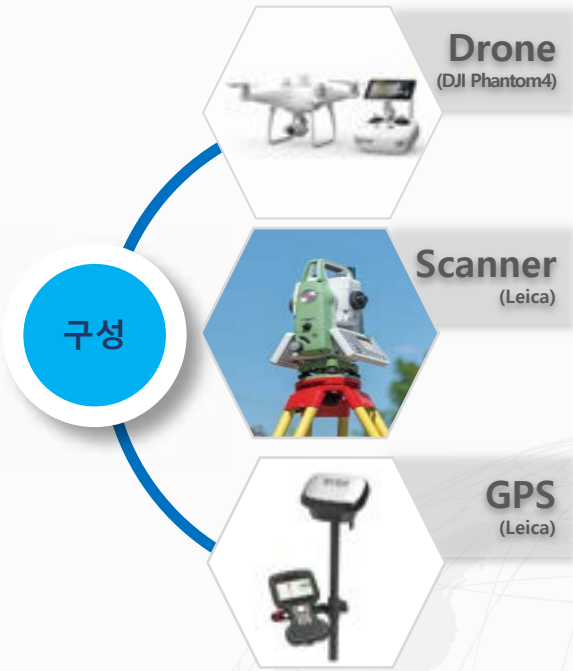 Drone
(DJI Phantom4)
구성
Scanner
(Leica)
GPS
(Leica)